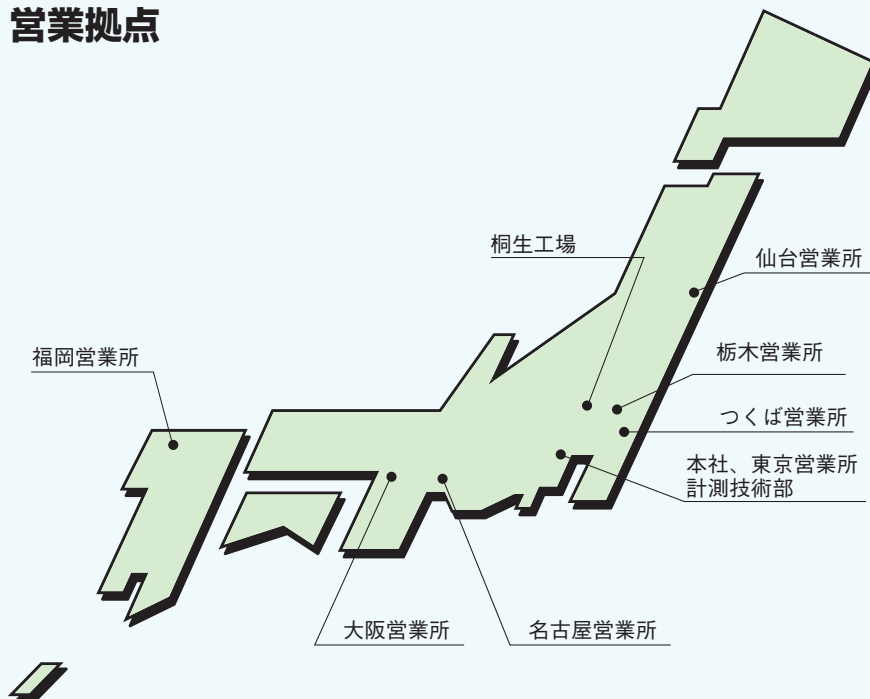 営業拠点
桐生工場
仙台営業所
福岡営業所
栃木営業所
つくば営業所
本社、東京営業所
計測技術部
大阪営業所
名古屋営業所